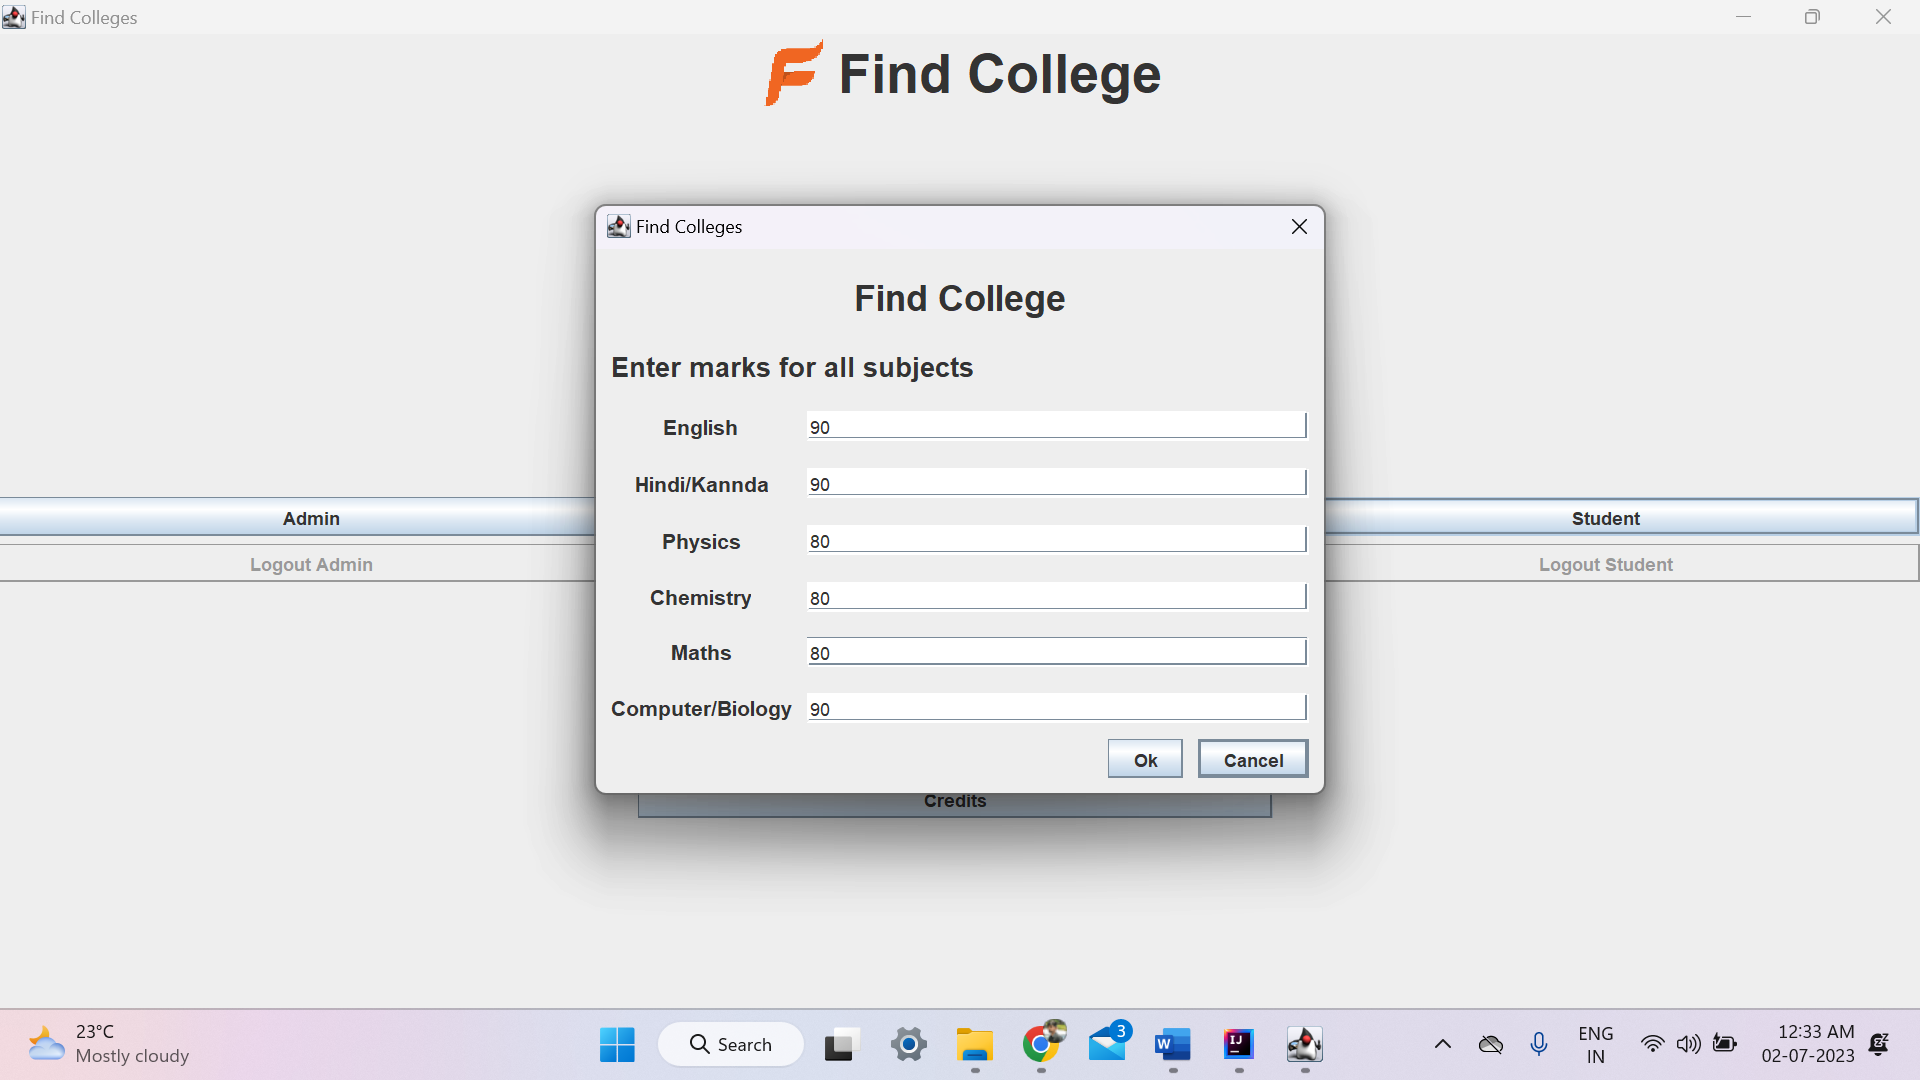 Find Colleges
Find College
Find Colleges
Find College
Enter marks for all subjects
English 90
Hindi/Kannda 90
Physics 80
Chemistry 80
Maths 80
Computer/Biology 90
Ok Cancel
Admin Student
Logout Admin Logout Student
Credits
23°C
Mostly cloudy
Search
3
W
IJ
ENG
IN
12:33 AM
02-07-2023